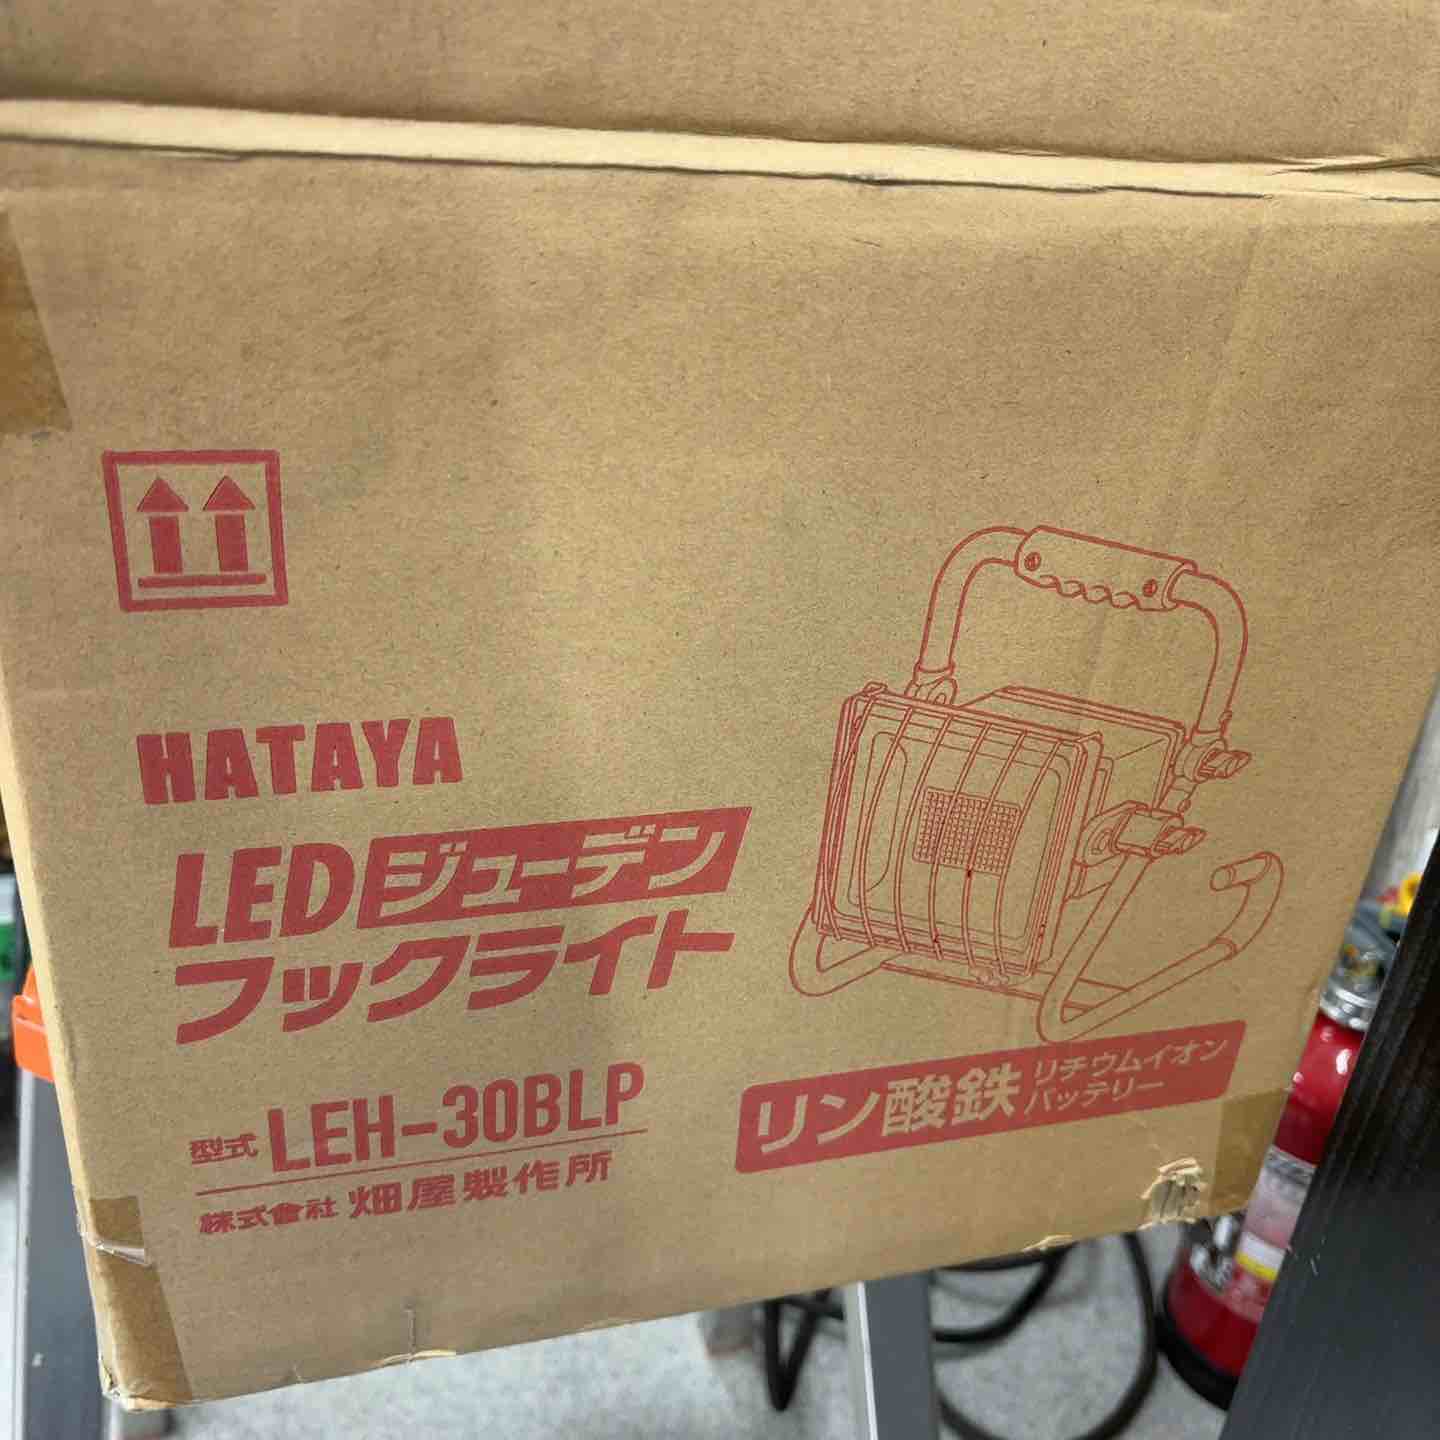 HATAYA
LEDジューデン
フックライト
型式 LEH-30BLP
株式會社 畑屋製作所
リン酸鉄 リチウムイオン
バッテリー